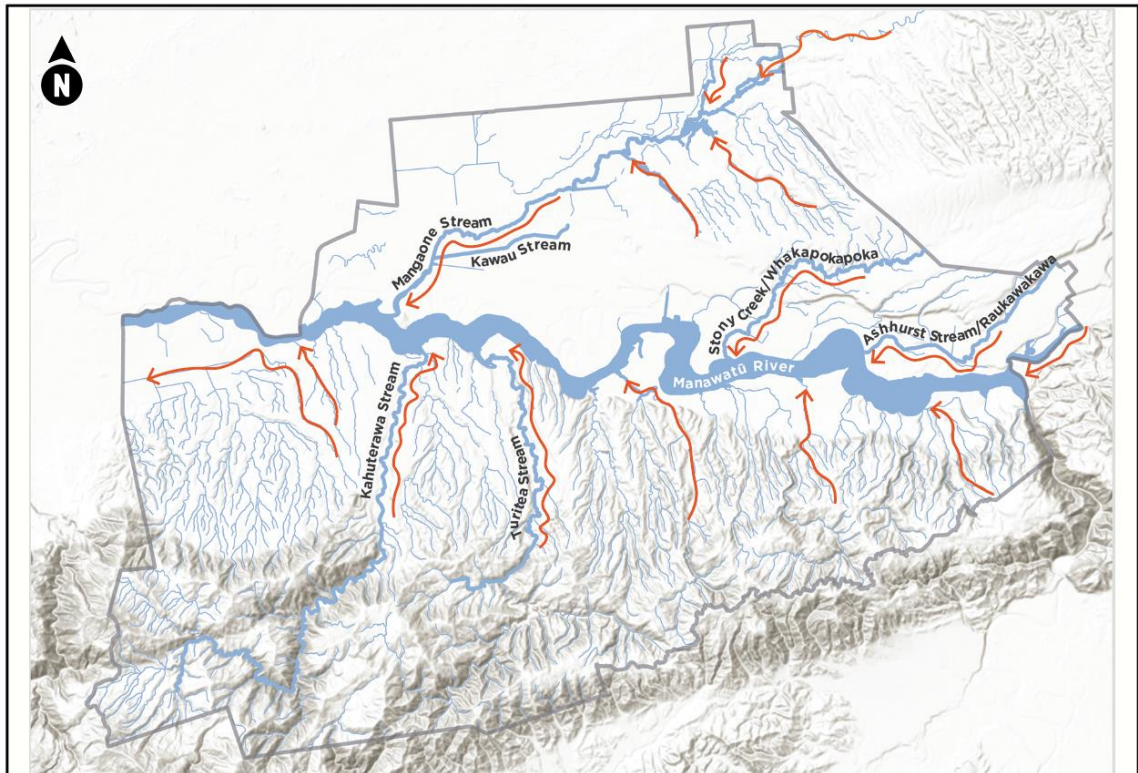 N
Mangaone Stream
Kawau Stream
Stony Creek/Whakapokapoka
Ashhurst Stream/Raukawakawa
Manawatū River
Kahuterawa Stream
Turitea Stream